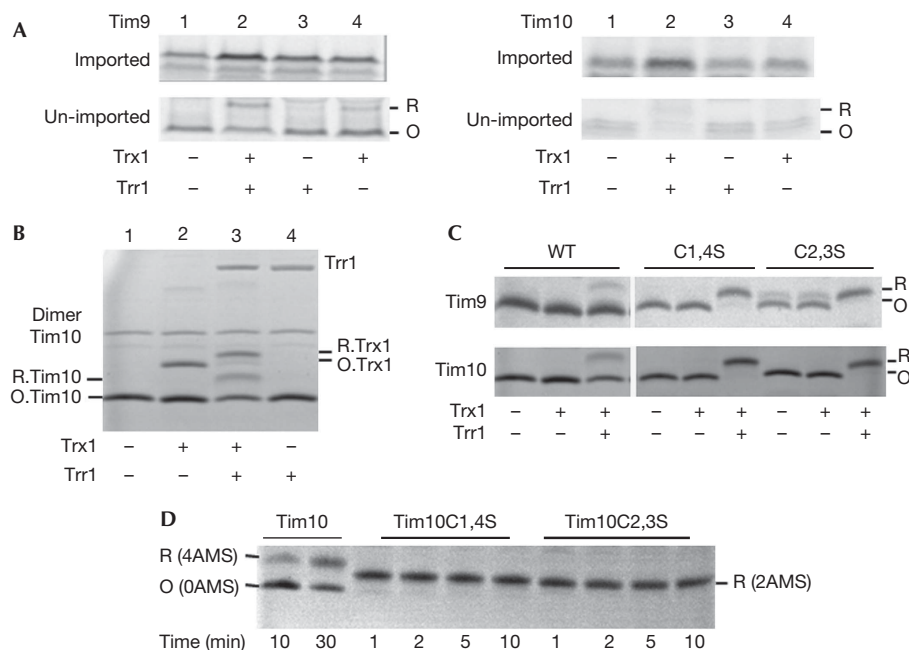 A
Tim9 1 2 3 4
Imported
Un-imported
R
O
Trx1 – + – +
Trr1 – + + –
Tim10 1 2 3 4
Imported
Un-imported
R
O
Trx1 – + – +
Trr1 – + + –
B
1 2 3 4
Trr1
Dimer
Tim10
R.Trx1
O.Trx1
R.Tim10
O.Tim10
Trx1 – + + –
Trr1 – – + +
C
WT C1,4S C2,3S
Tim9
R
O
Tim10
R
O
Trx1 – + + – + + – + +
Trr1 – – + – – + – – +
D
Tim10 Tim10C1,4S Tim10C2,3S
R (4AMS)
O (0AMS)
R (2AMS)
Time (min) 10 30 1 2 5 10 1 2 5 10